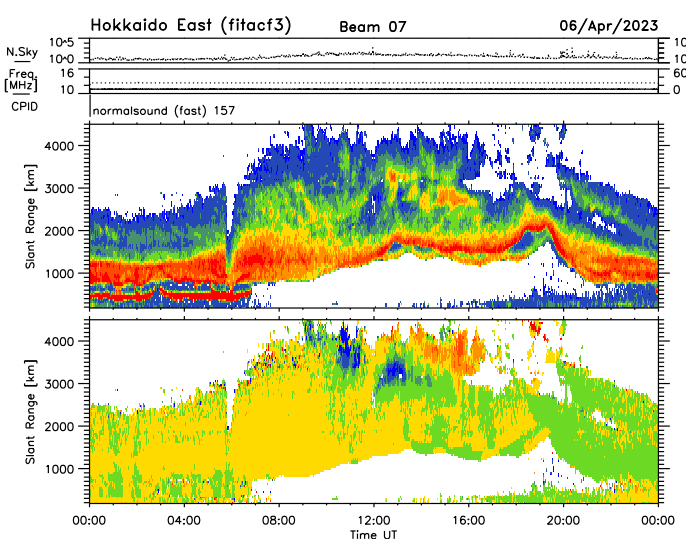 Hokkaido East (fitacf3) Beam 07 06/Apr/2023
N.Sky 10^5 10^0 10 10
Freq. [MHz] 16 10 60 0
CPID normalsound (fast) 157
Slant Range [km] 4000 3000 2000 1000
Slant Range [km] 4000 3000 2000 1000
00:00 04:00 08:00 12:00 16:00 20:00 00:00
Time UT